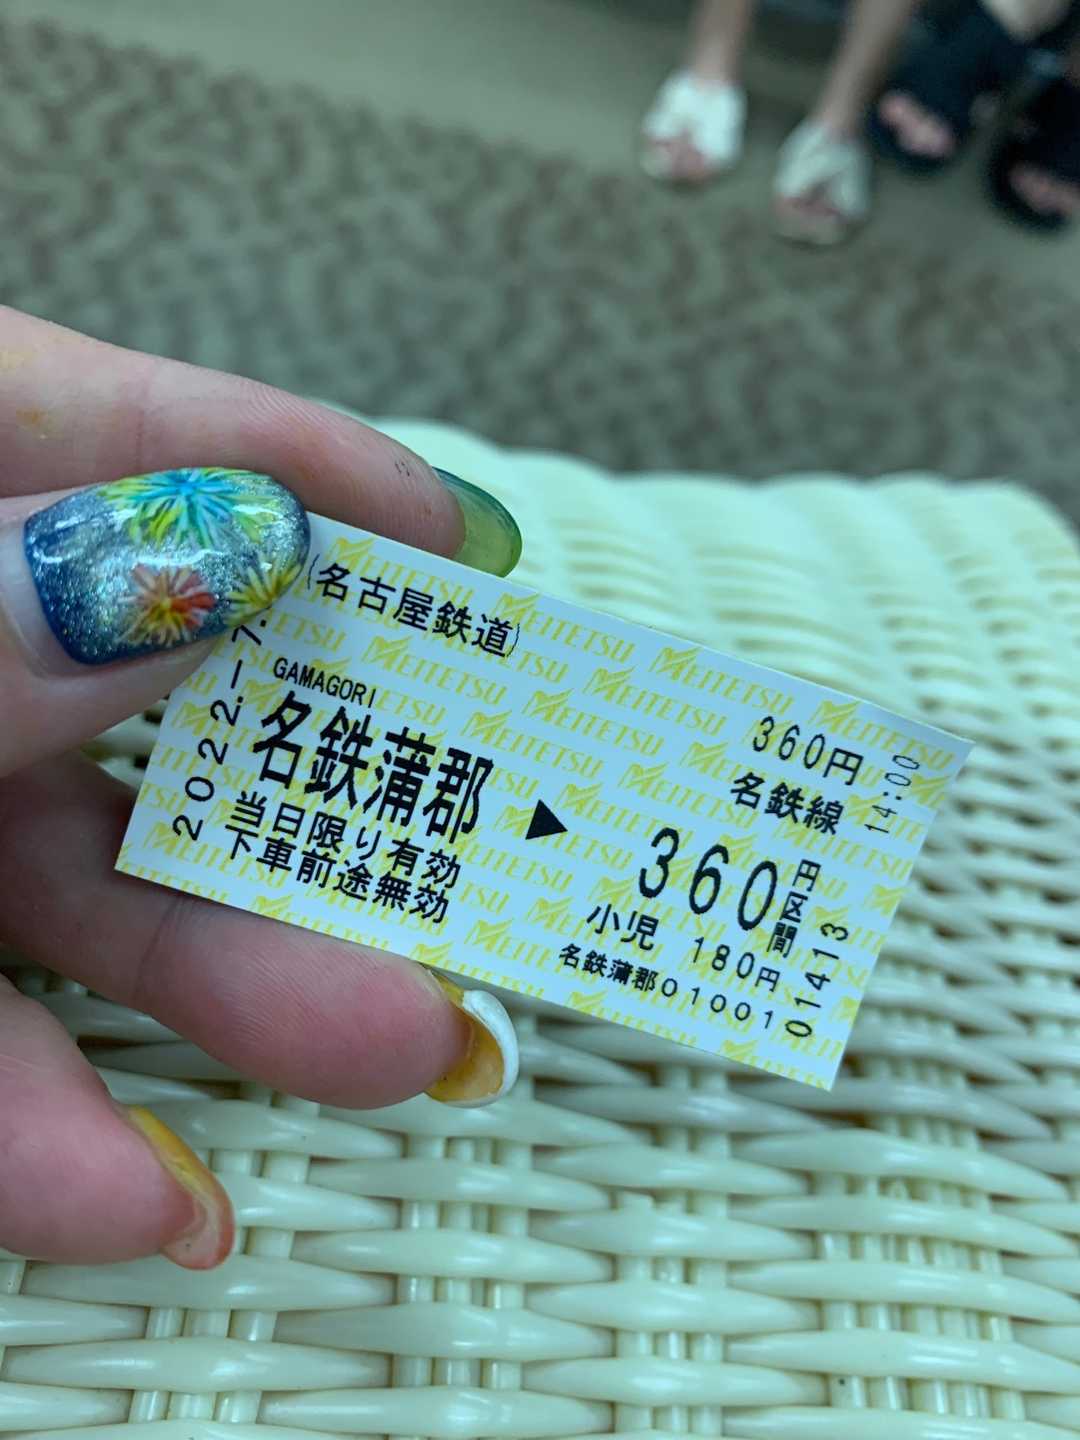 (名古屋鉄道)
GAMAGORI
名鉄蒲郡
▶
360円
名鉄線
360円区間
当日限り有効
下車前途無効
小児 180円
名鉄蒲郡01001
2022.-7.
14:00
01413
MEITETSU